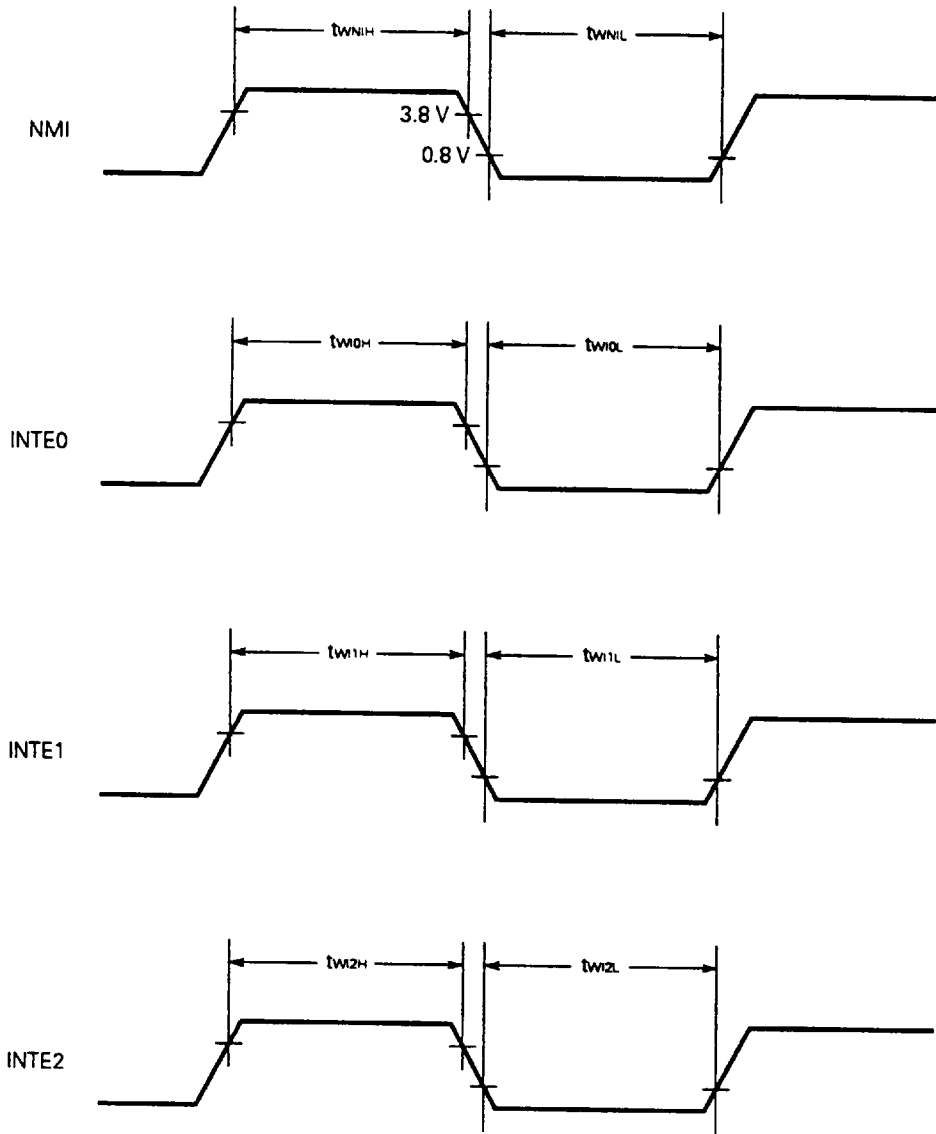 tWNIH tWNIL
NMI
3.8 V
0.8 V
tWI0H tWI0L
INTE0
tWI1H tWI1L
INTE1
tWI2H tWI2L
INTE2